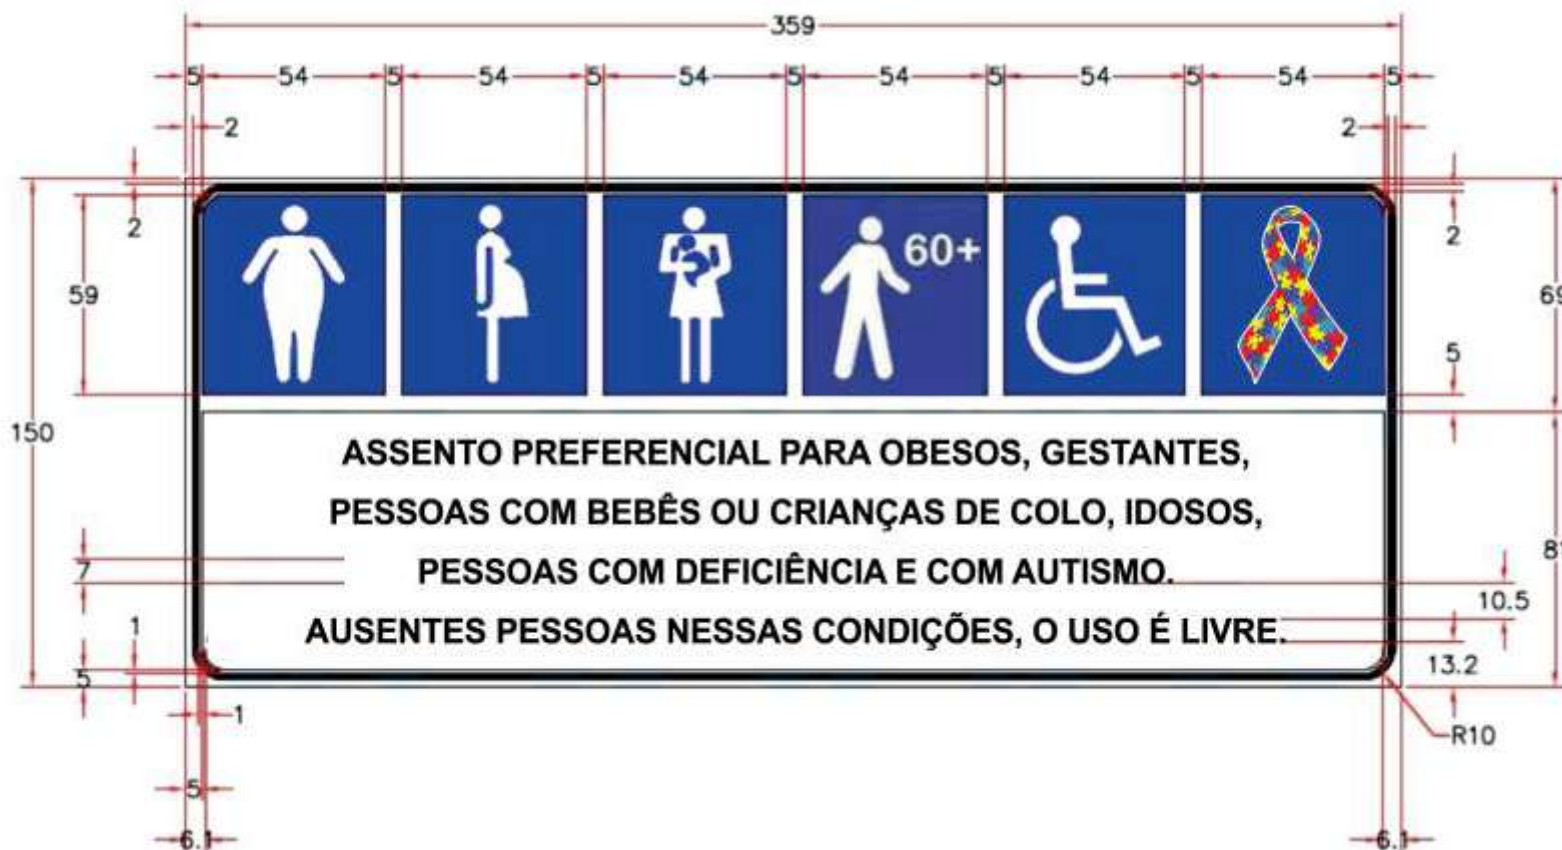 359
5 54 5 54 5 54 5 54 5 54 5 54 5
2 2
2 2
59
60+
69
5
150
ASSENTO PREFERENCIAL PARA OBESOS, GESTANTES,
PESSOAS COM BEBÊS OU CRIANÇAS DE COLO, IDOSOS,
PESSOAS COM DEFICIÊNCIA E COM AUTISMO.
AUSENTES PESSOAS NESSAS CONDIÇÕES, O USO É LIVRE.
7
81
10.5
1
13.2
5
1
R10
5
6.1 6.1